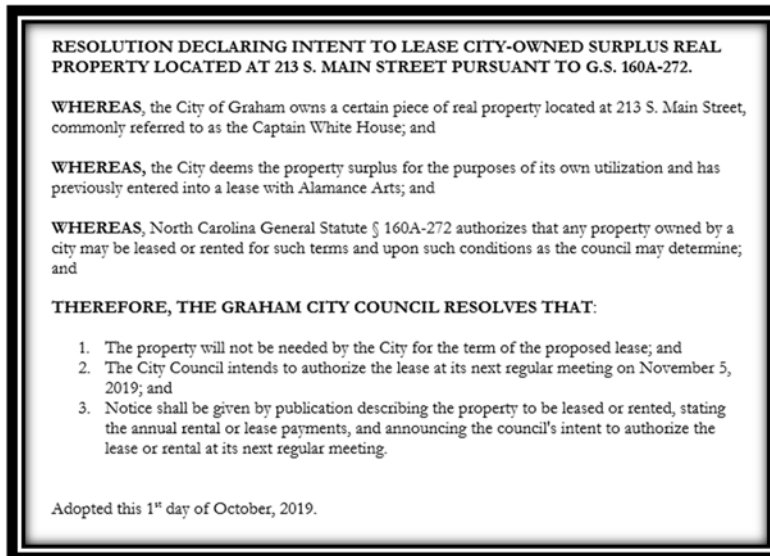 RESOLUTION DECLARING INTENT TO LEASE CITY-OWNED SURPLUS REAL
PROPERTY LOCATED AT 213 S. MAIN STREET PURSUANT TO G.S. 160A-272.
WHEREAS, the City of Graham owns a certain piece of real property located at 213 S. Main Street,
commonly referred to as the Captain White House; and
WHEREAS, the City deems the property surplus for the purposes of its own utilization and has
previously entered into a lease with Alamance Arts; and
WHEREAS, North Carolina General Statute § 160A-272 authorizes that any property owned by a
city may be leased or rented for such terms and upon such conditions as the council may determine;
and
THEREFORE, THE GRAHAM CITY COUNCIL RESOLVES THAT:
1. The property will not be needed by the City for the term of the proposed lease; and
2. The City Council intends to authorize the lease at its next regular meeting on November 5,
2019; and
3. Notice shall be given by publication describing the property to be leased or rented, stating
the annual rental or lease payments, and announcing the council's intent to authorize the
lease or rental at its next regular meeting.
Adopted this 1st day of October, 2019.